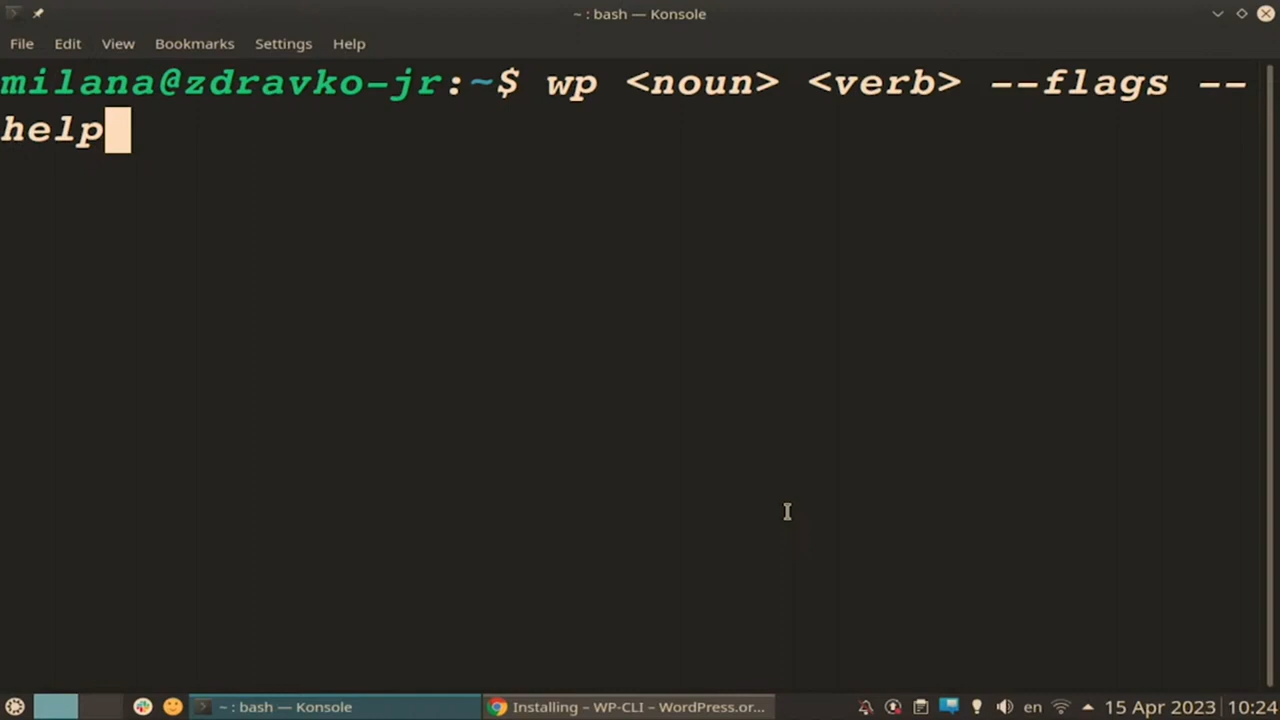 ~ : bash — Konsole
File Edit View Bookmarks Settings Help
milana@zdravko-jr:~$ wp <noun> <verb> --flags --
help
~ : bash — Konsole Installing – WP-CLI – WordPress.or... en 15 Apr 2023 10:24